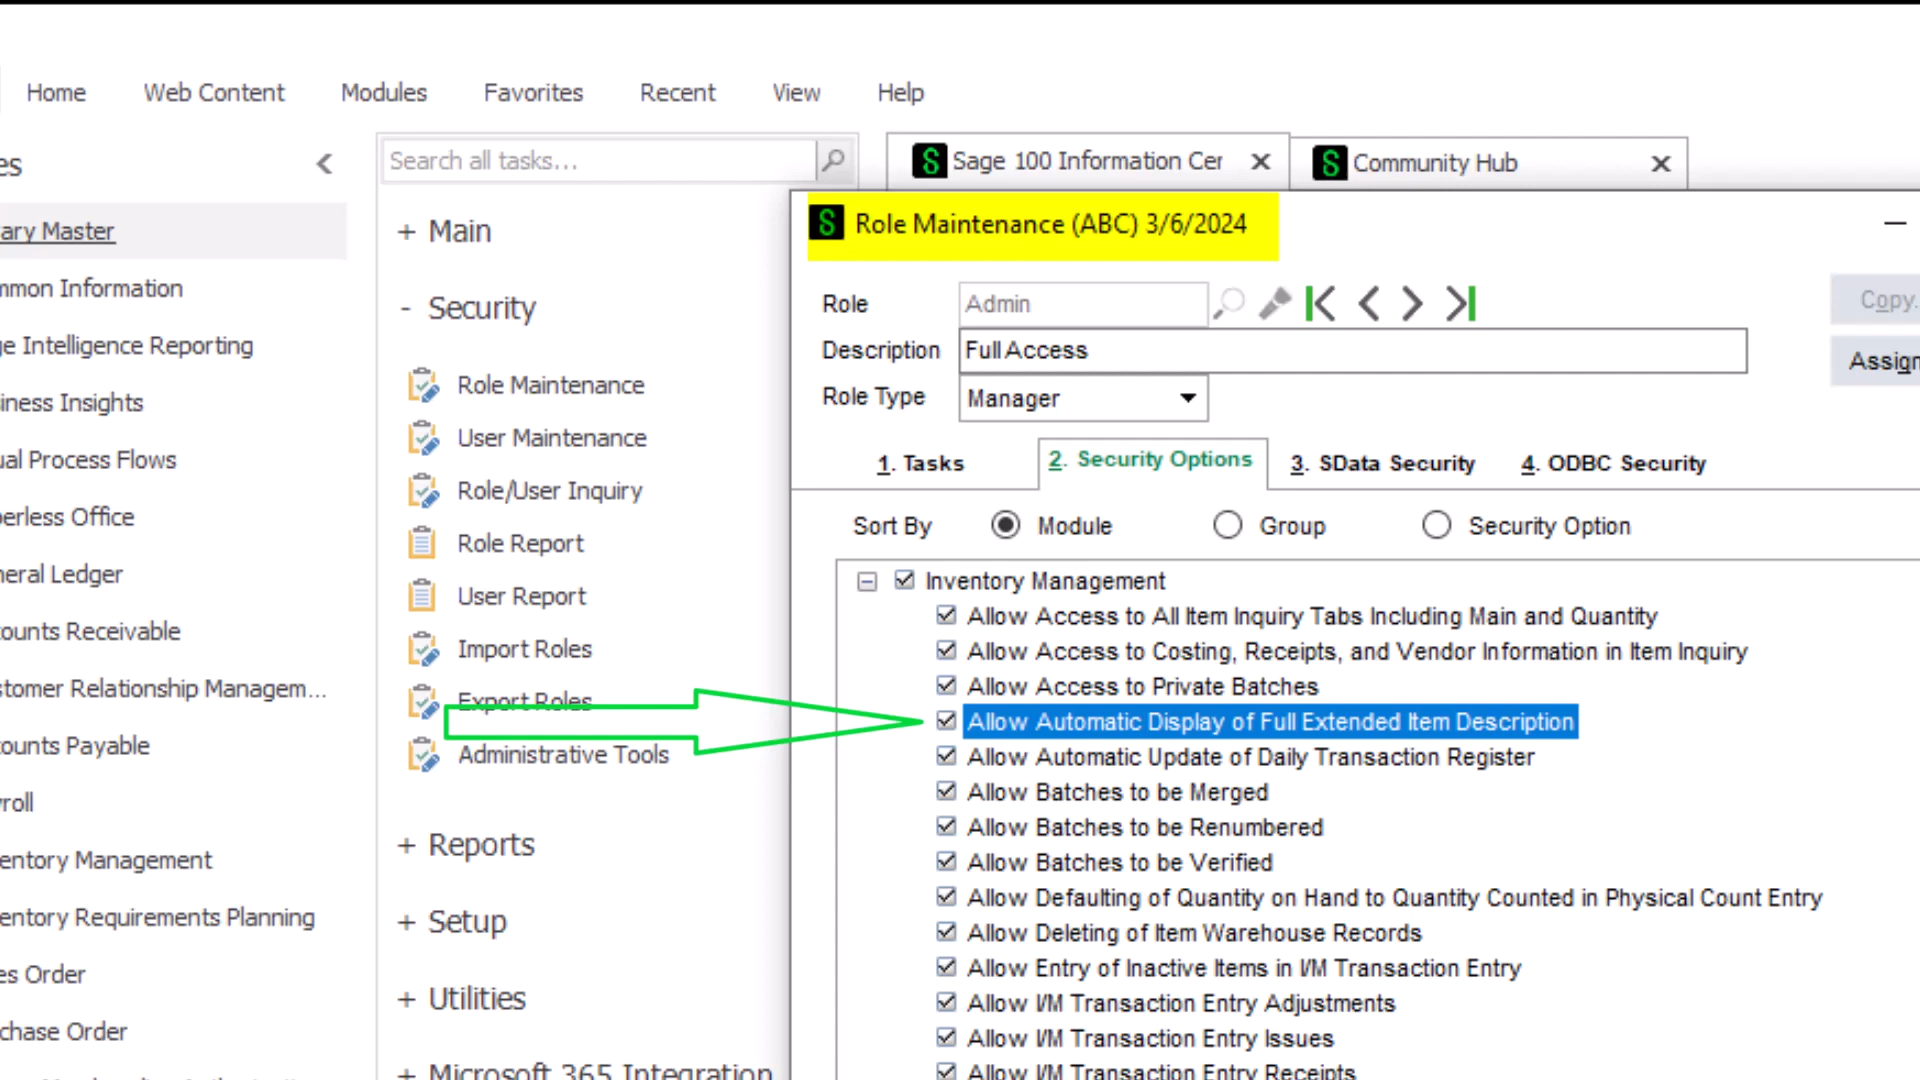 Home Web Content Modules Favorites Recent View Help
es
Search all tasks...
Sage 100 Information Cer
Community Hub
ary Master
mmon Information
ge Intelligence Reporting
iness Insights
ual Process Flows
perless Office
neral Ledger
ounts Receivable
stomer Relationship Managem...
ounts Payable
roll
entory Management
entory Requirements Planning
es Order
chase Order
+ Main
- Security
Role Maintenance
User Maintenance
Role/User Inquiry
Role Report
User Report
Import Roles
Export Roles
Administrative Tools
+ Reports
+ Setup
+ Utilities
+ Microsoft 365 Integration
Role Maintenance (ABC) 3/6/2024
Role Admin
Copy.
Description Full Access
Assign
Role Type Manager
1. Tasks 2. Security Options 3. SData Security 4. ODBC Security
Sort By Module Group Security Option
Inventory Management
Allow Access to All Item Inquiry Tabs Including Main and Quantity
Allow Access to Costing, Receipts, and Vendor Information in Item Inquiry
Allow Access to Private Batches
Allow Automatic Display of Full Extended Item Description
Allow Automatic Update of Daily Transaction Register
Allow Batches to be Merged
Allow Batches to be Renumbered
Allow Batches to be Verified
Allow Defaulting of Quantity on Hand to Quantity Counted in Physical Count Entry
Allow Deleting of Item Warehouse Records
Allow Entry of Inactive Items in I/M Transaction Entry
Allow I/M Transaction Entry Adjustments
Allow I/M Transaction Entry Issues
Allow I/M Transaction Entry Receipts